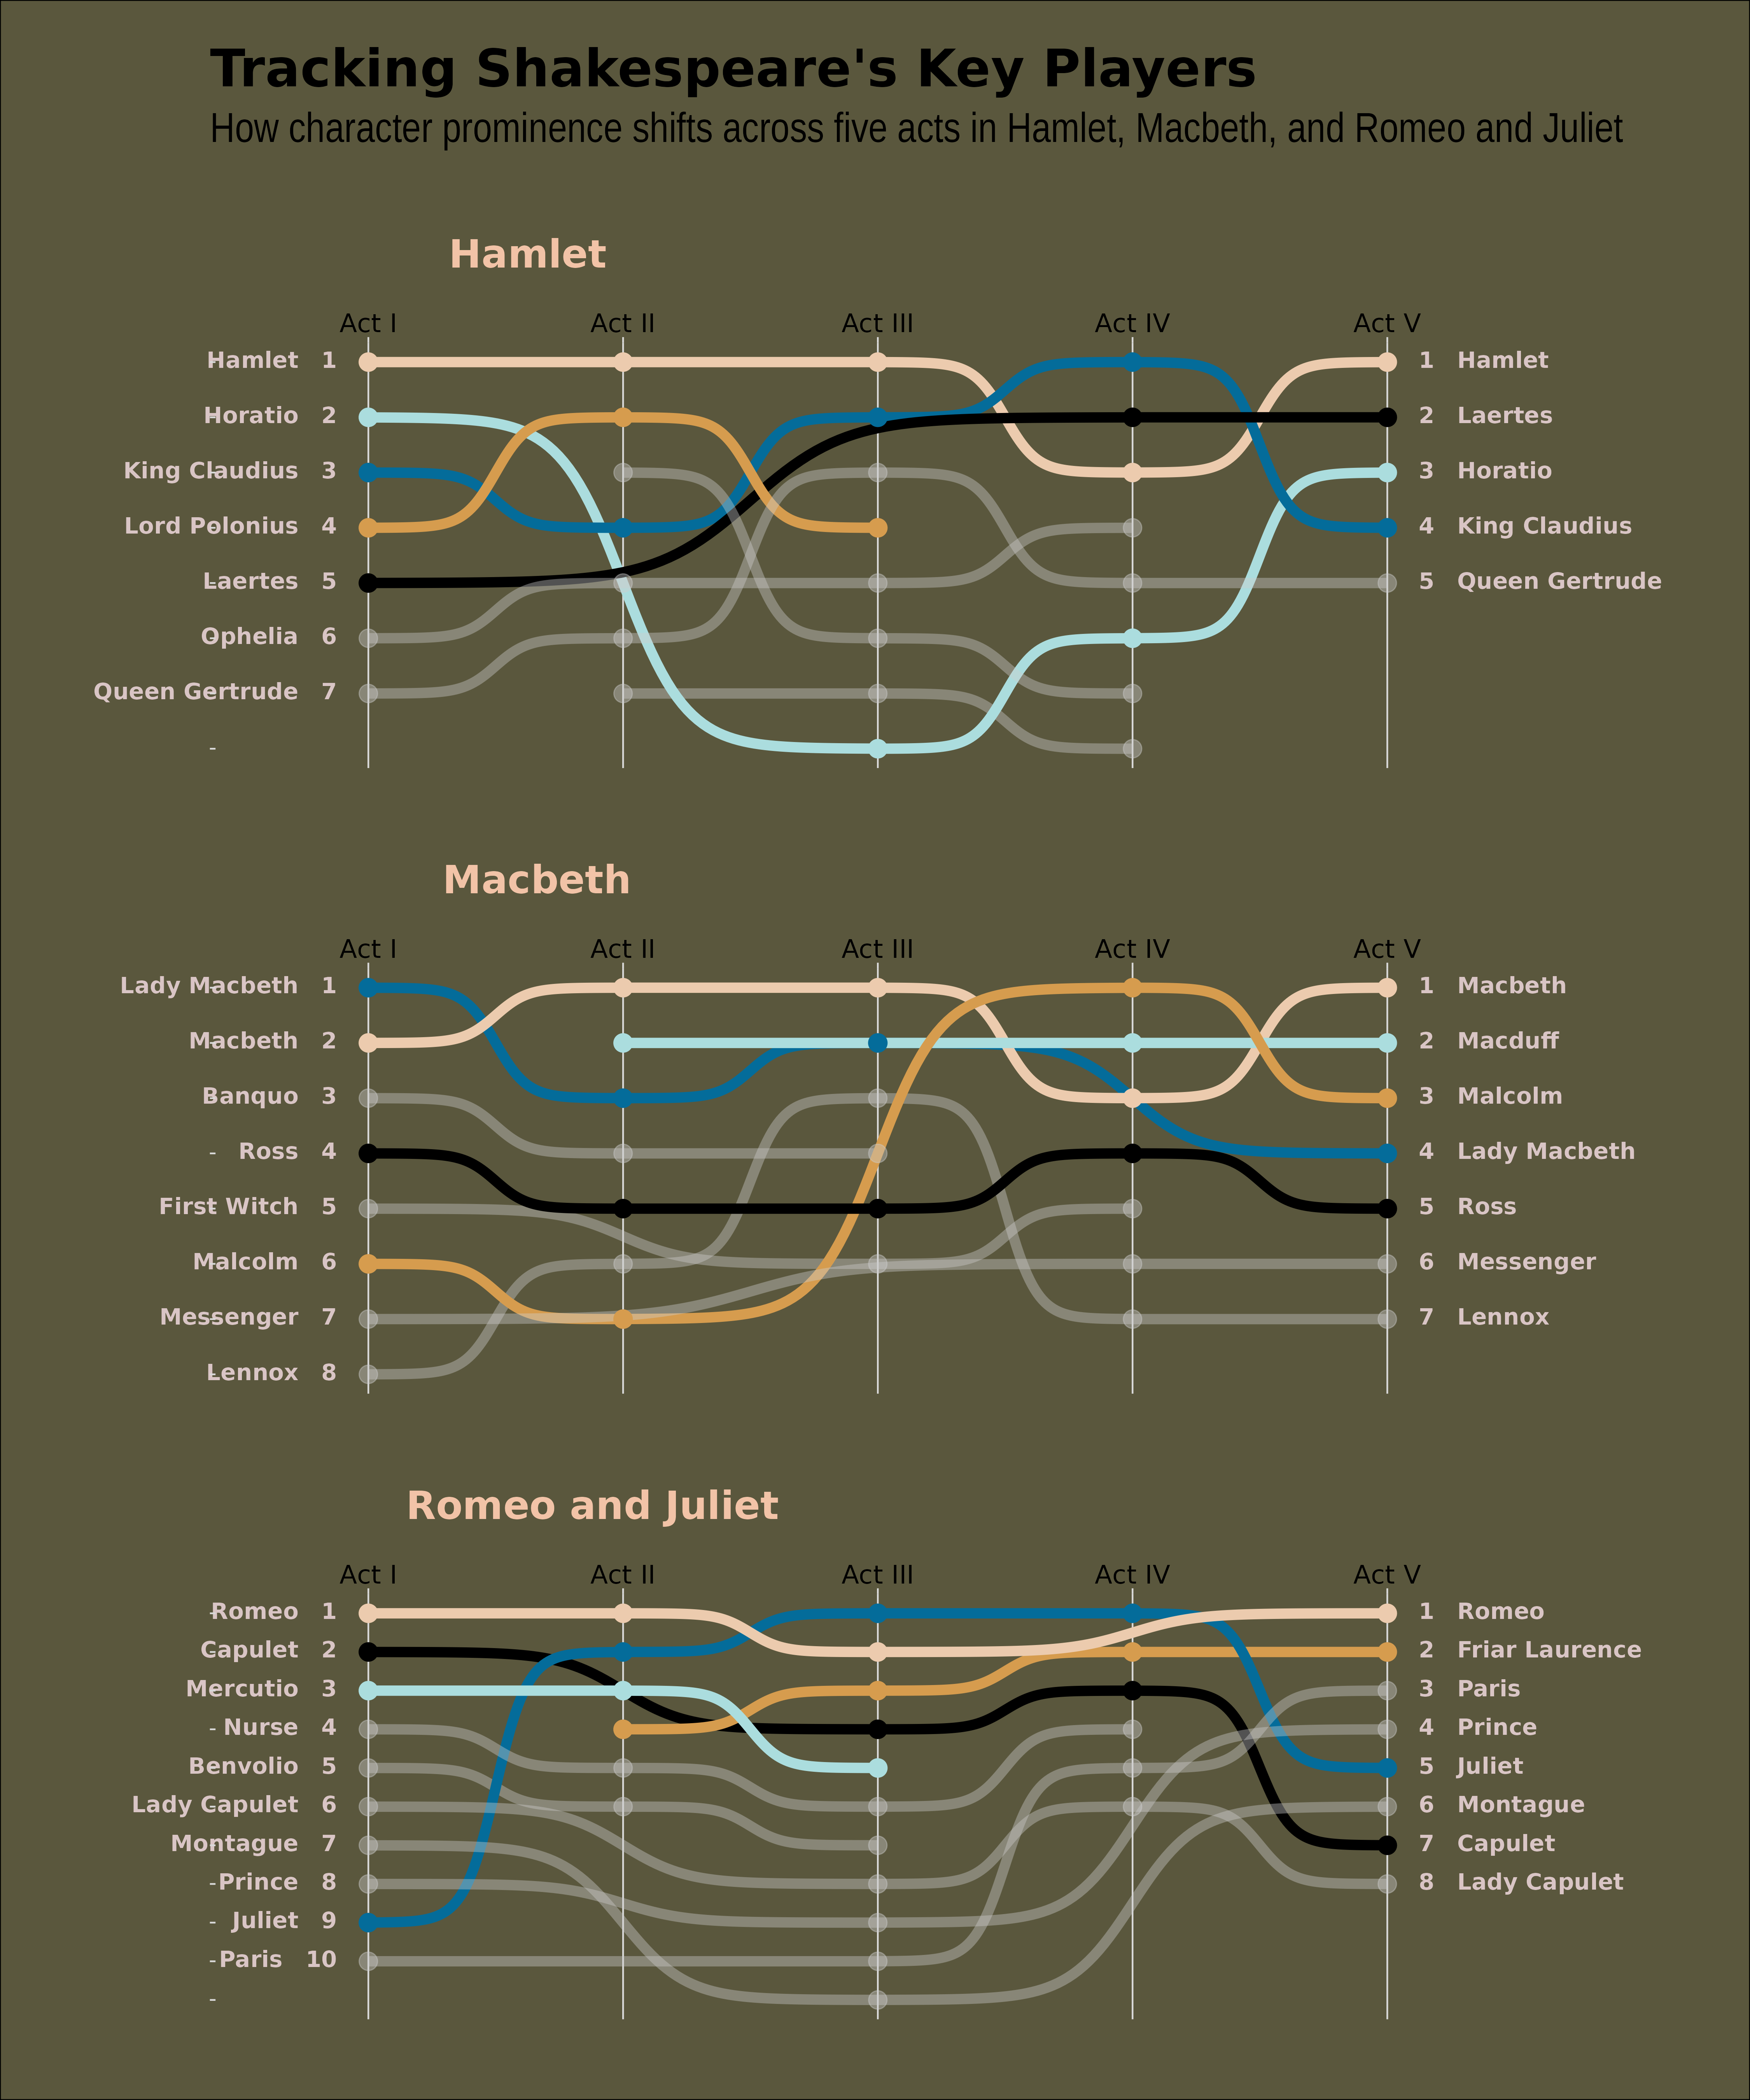 Tracking Shakespeare's Key Players
How character prominence shifts across five acts in Hamlet, Macbeth, and Romeo and Juliet
Hamlet
Act I Act II Act III Act IV Act V
Hamlet 1 1 Hamlet
Horatio 2 2 Laertes
King Claudius 3 3 Horatio
Lord Polonius 4 4 King Claudius
Laertes 5 5 Queen Gertrude
Ophelia 6
Queen Gertrude 7
-
Macbeth
Act I Act II Act III Act IV Act V
Lady Macbeth 1 1 Macbeth
Macbeth 2 2 Macduff
Banquo 3 3 Malcolm
- Ross 4 4 Lady Macbeth
First Witch 5 5 Ross
Malcolm 6 6 Messenger
Messenger 7 7 Lennox
Lennox 8
Romeo and Juliet
Act I Act II Act III Act IV Act V
Romeo 1 1 Romeo
Capulet 2 2 Friar Laurence
Mercutio 3 3 Paris
- Nurse 4 4 Prince
Benvolio 5 5 Juliet
Lady Capulet 6 6 Montague
Montague 7 7 Capulet
- Prince 8 8 Lady Capulet
- Juliet 9
- Paris 10
-